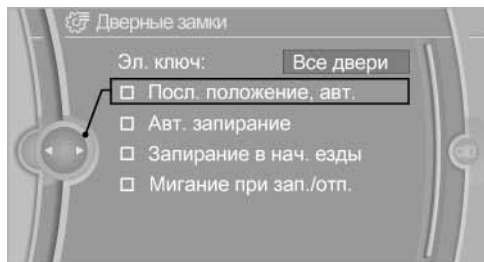 Дверные замки
Эл. ключ: Все двери
Посл. положение, авт.
Авт. запирание
Запирание в нач. езды
Мигание при зап./отп.